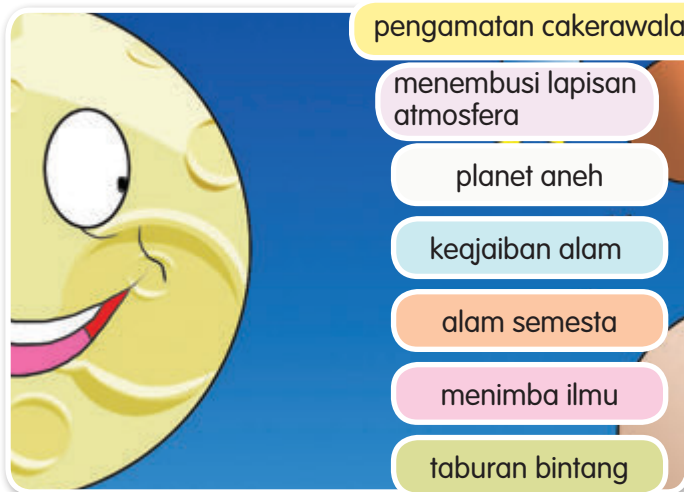 pengamatan cakerawala
menembusi lapisan
atmosfera
planet aneh
keajaiban alam
alam semesta
menimba ilmu
taburan bintang